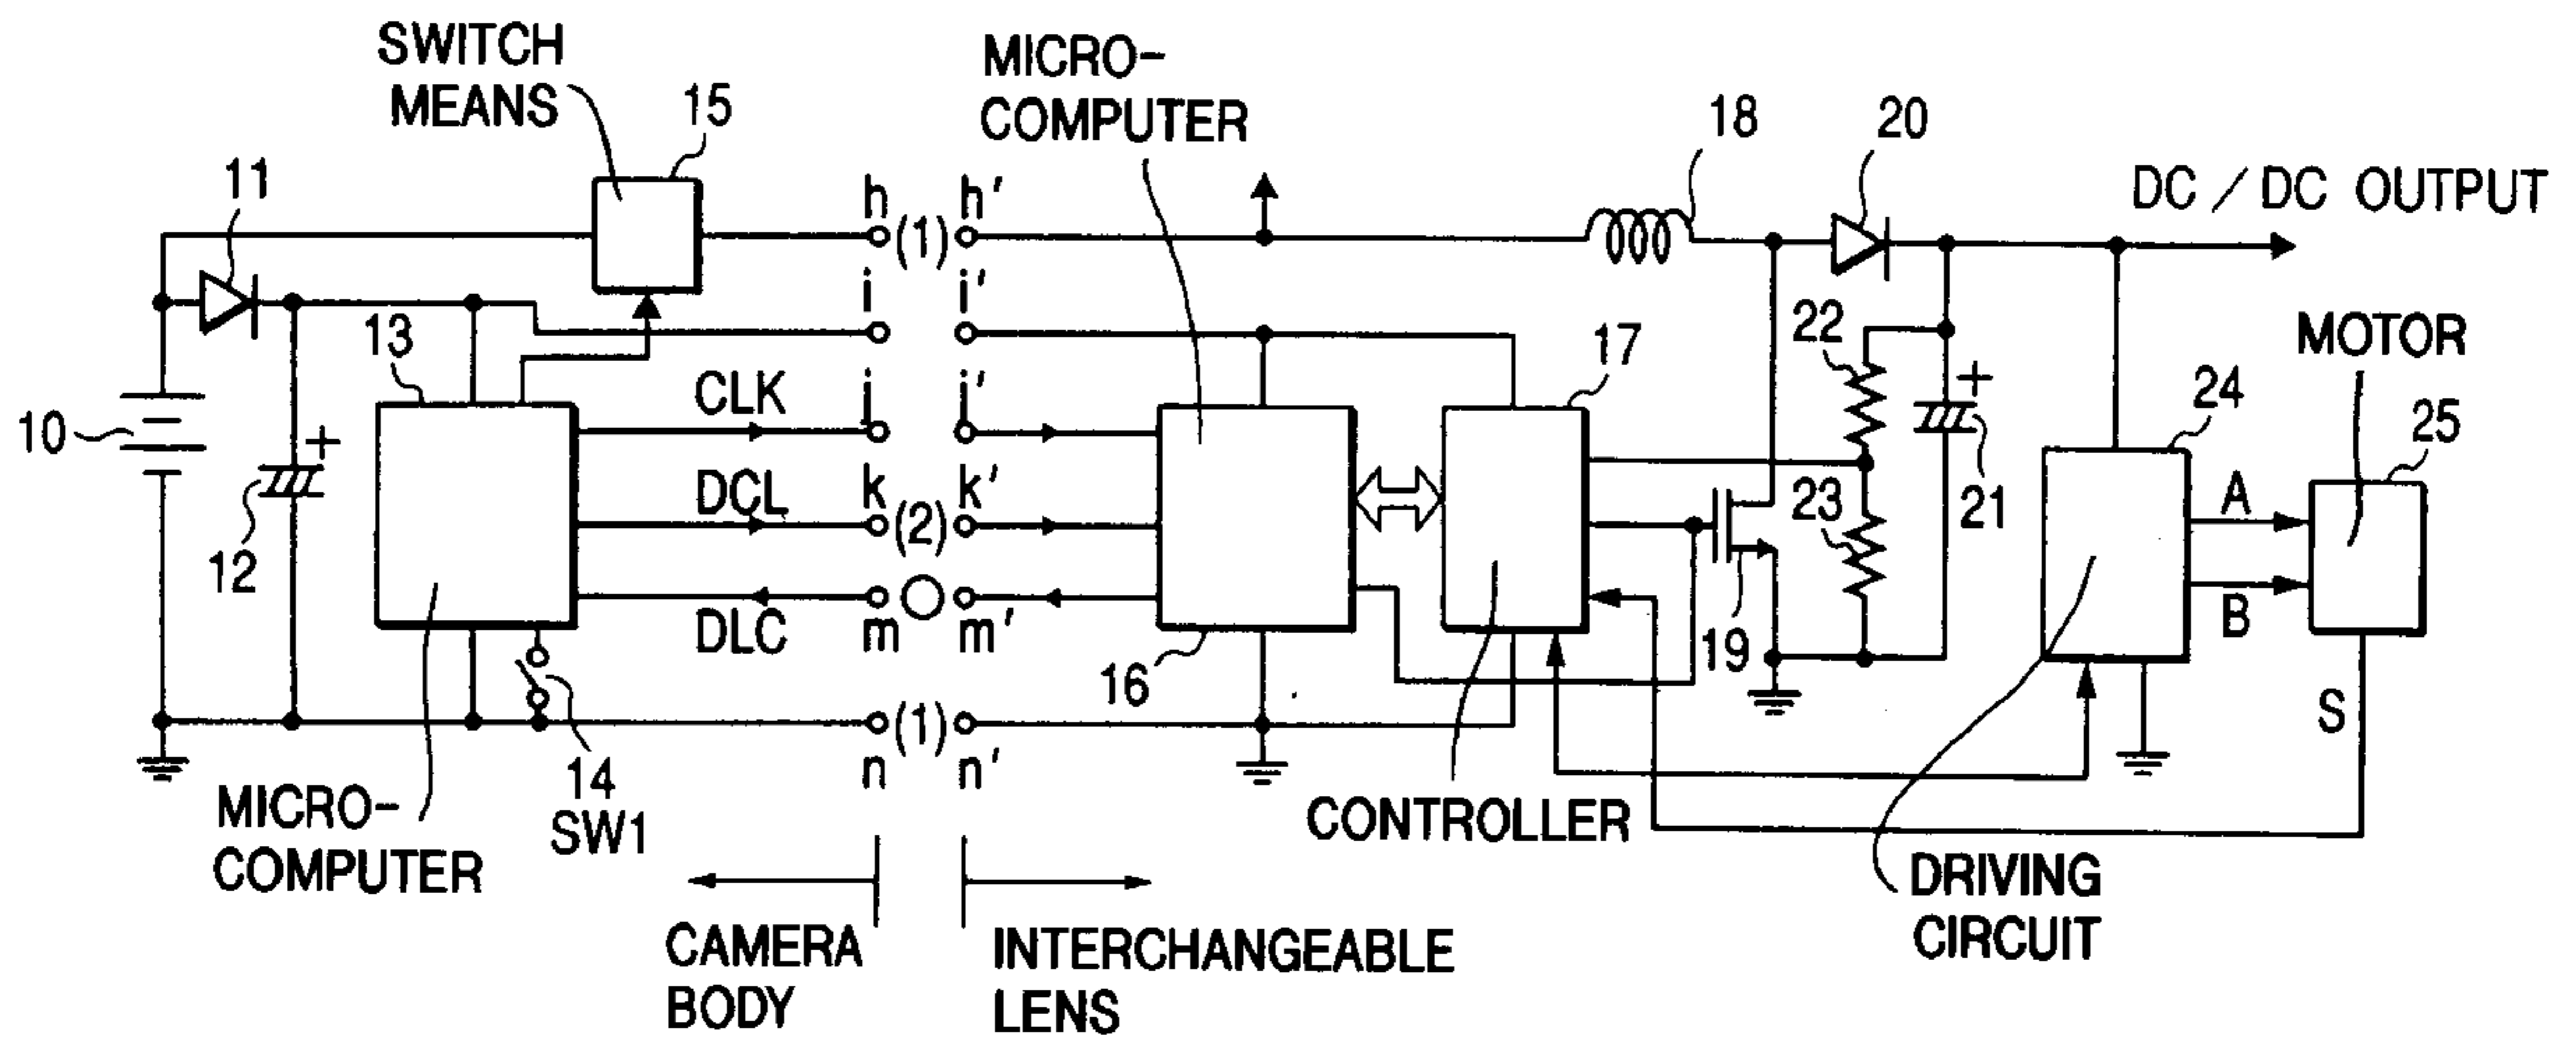 SWITCH
MEANS
15
MICRO-
COMPUTER
18
20
DC / DC OUTPUT
11
h (1) h'
i i'
13
22
17
MOTOR
CLK
j j'
10
24
25
DCL
k (2) k'
23
21
A
12
DLC
m m'
16
19
B
S
n (1) n'
14
SW1
MICRO-
COMPUTER
CONTROLLER
DRIVING
CIRCUIT
CAMERA
BODY
INTERCHANGEABLE
LENS